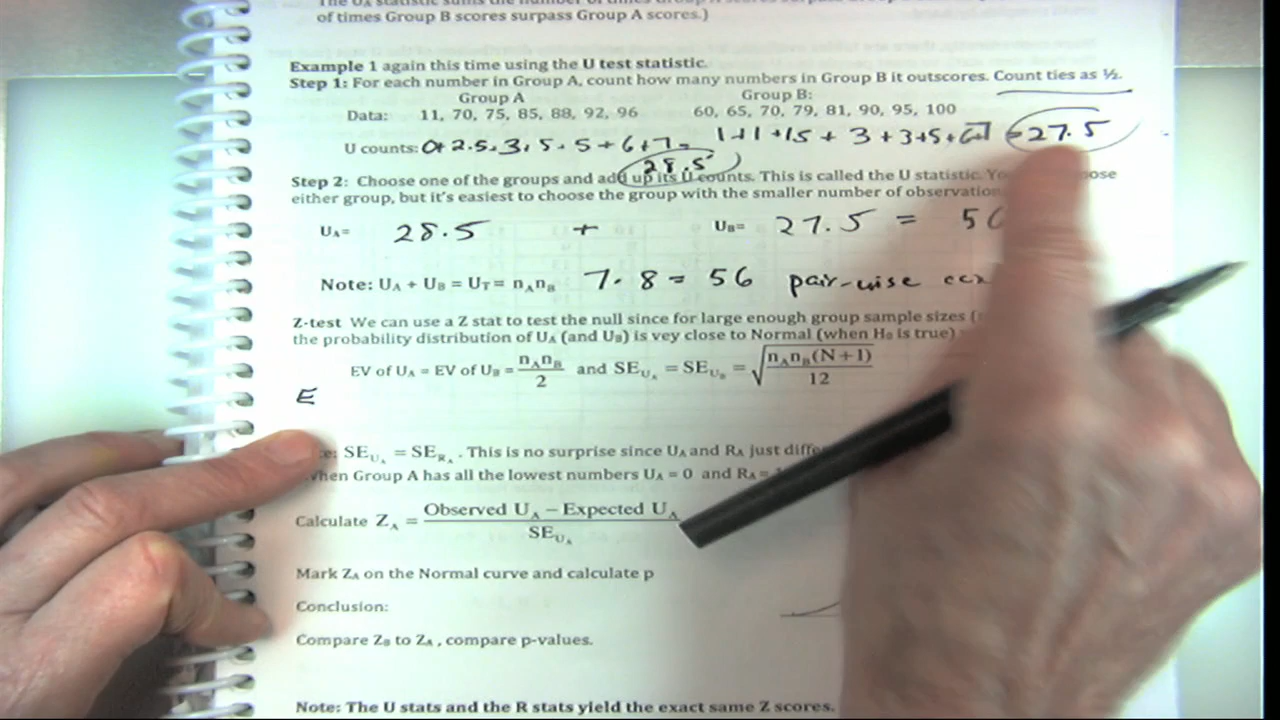 of times Group B scores surpass Group A scores.)
Example 1 again this time using the U test statistic.
Step 1: For each number in Group A, count how many numbers in Group B it outscores. Count ties as ½.
Group A Group B:
Data: 11, 70, 75, 85, 88, 92, 96 60, 65, 70, 79, 81, 90, 95, 100
U counts: 0+ 2.5+ 3+ 5+ 5+ 6+7= 1+1+1.5+ 3+3+5+6+7 = 27.5
28.5
Step 2: Choose one of the groups and add up its U counts. This is called the U statistic.
either group, but it's easiest to choose the group with the smaller number of
UA= 28.5 + UB= 27.5 =
Note: UA + UB = UT= nAnB 7·8= 56 pair-wise
Z-test We can use a Z stat to test the null since for large enough group sample sizes
the probability distribution of UA (and UB) is vey close to Normal (when H0 is true)
EV of UA = EV of UB = nAnB/2 and SEUA = SEUB = √(nAnB(N+1)/12)
E
SEUA = SERA . This is no surprise since UA and RA just
When Group A has all the lowest numbers UA = 0 and RA=
Calculate ZA = (Observed UA − Expected UA)/SEUA
Mark ZA on the Normal curve and calculate p
Conclusion:
Compare ZB to ZA , compare p-values.
Note: The U stats and the R stats yield the exact same Z scores.